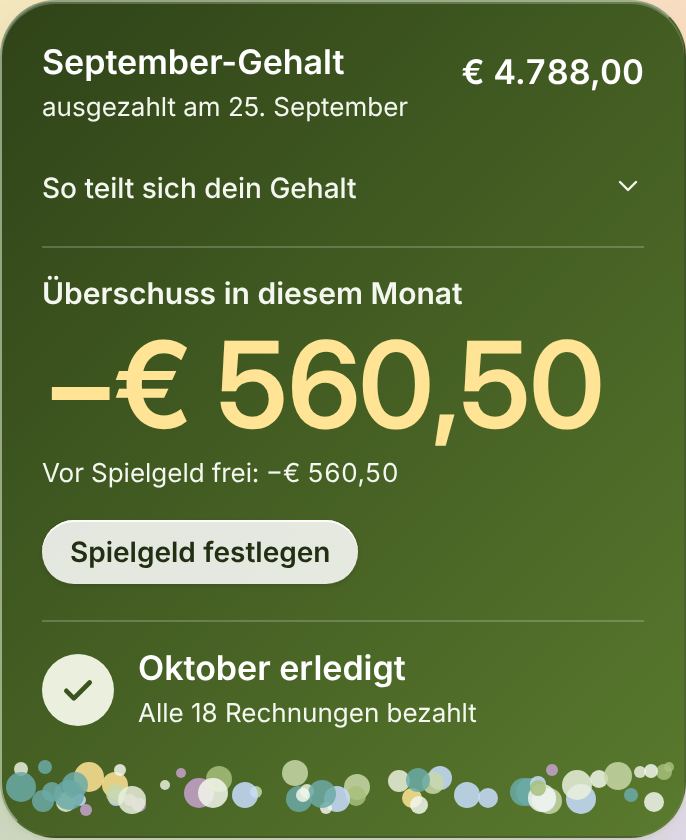 September-Gehalt
€ 4.788,00
ausgezahlt am 25. September
So teilt sich dein Gehalt
Überschuss in diesem Monat
–€ 560,50
Vor Spielgeld frei: −€ 560,50
Spielgeld festlegen
Oktober erledigt
Alle 18 Rechnungen bezahlt